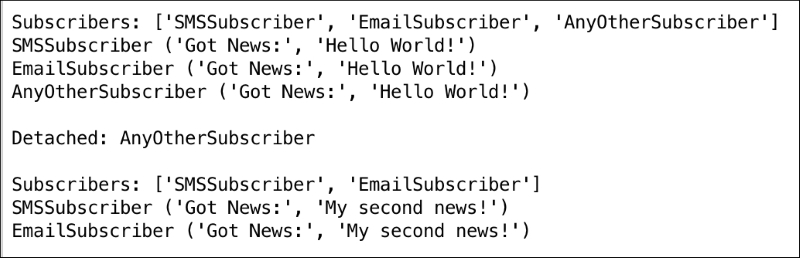 Subscribers: ['SMSSubscriber', 'EmailSubscriber', 'AnyOtherSubscriber']
SMSSubscriber ('Got News:', 'Hello World!')
EmailSubscriber ('Got News:', 'Hello World!')
AnyOtherSubscriber ('Got News:', 'Hello World!')
Detached: AnyOtherSubscriber
Subscribers: ['SMSSubscriber', 'EmailSubscriber']
SMSSubscriber ('Got News:', 'My second news!')
EmailSubscriber ('Got News:', 'My second news!')